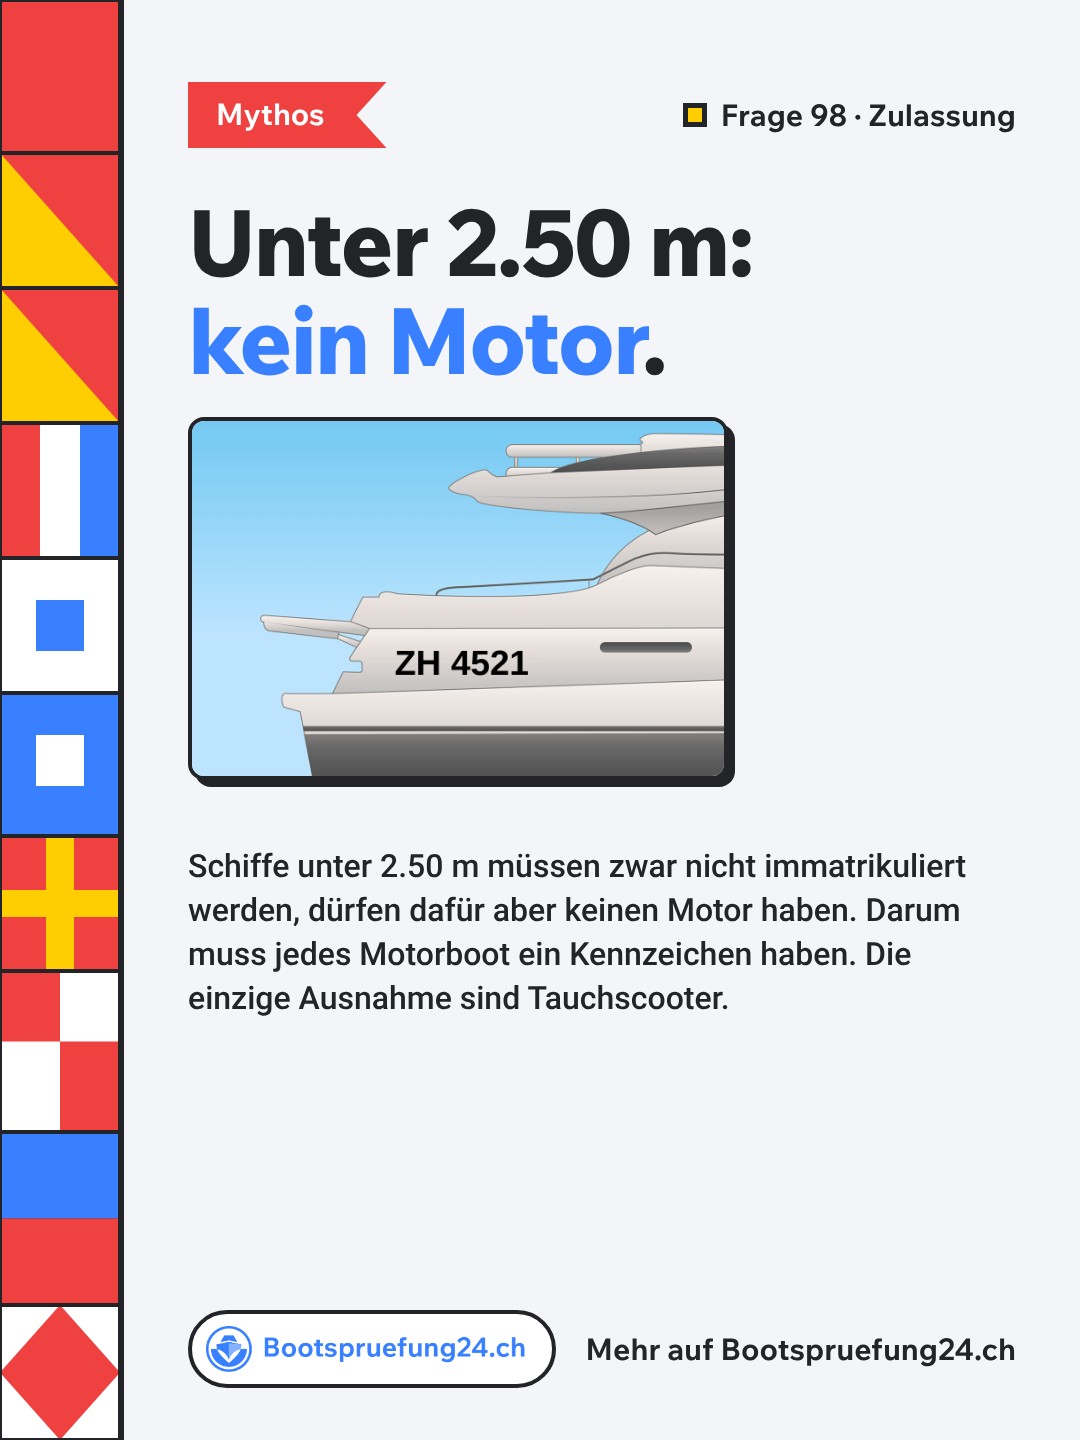 Mythos
Frage 98 · Zulassung
Unter 2.50 m:
kein Motor.
ZH 4521
Schiffe unter 2.50 m müssen zwar nicht immatrikuliert
werden, dürfen dafür aber keinen Motor haben. Darum
muss jedes Motorboot ein Kennzeichen haben. Die
einzige Ausnahme sind Tauchscooter.
Bootspruefung24.ch
Mehr auf Bootspruefung24.ch